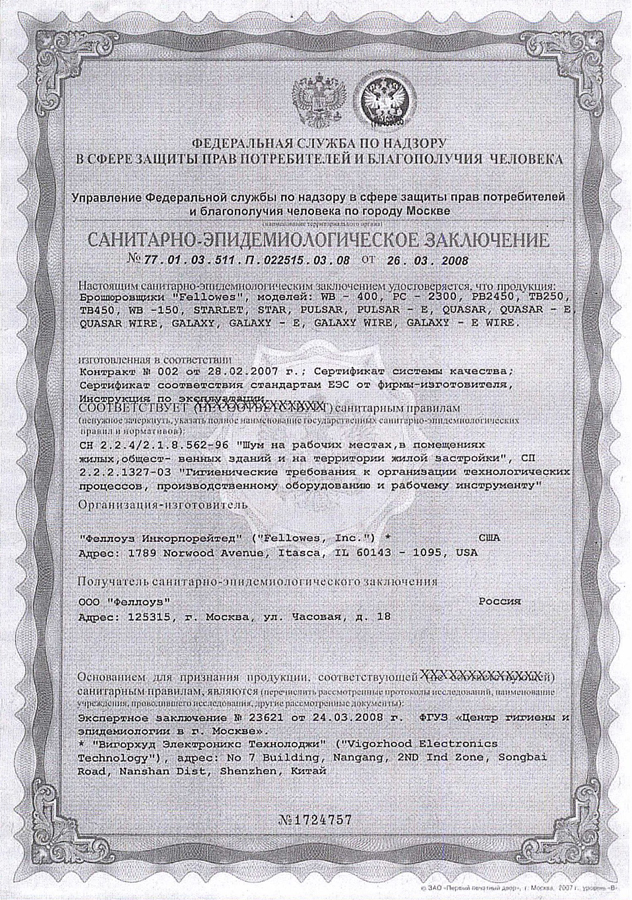 ФЕДЕРАЛЬНАЯ СЛУЖБА ПО НАДЗОРУ
В СФЕРЕ ЗАЩИТЫ ПРАВ ПОТРЕБИТЕЛЕЙ И БЛАГОПОЛУЧИЯ ЧЕЛОВЕКА
Управление Федеральной службы по надзору в сфере защиты прав потребителей
и благополучия человека по городу Москве
(наименование территориального органа)
САНИТАРНО-ЭПИДЕМИОЛОГИЧЕСКОЕ ЗАКЛЮЧЕНИЕ
№ 77.01.03.511.П.022515.03.08 от 26.03.2008
Настоящим санитарно-эпидемиологическим заключением удостоверяется, что продукция:
Брошюровщики "Fellowes", моделей: WB - 400, PC - 2300, PB2450, TB250,
TB450, WB -150, STARLET, STAR, PULSAR, PULSAR - E, QUASAR, QUASAR - E,
QUASAR WIRE, GALAXY, GALAXY - E, GALAXY WIRE, GALAXY - E WIRE.
изготовленная в соответствии
Контракт № 002 от 28.02.2007 г.; Сертификат системы качества;
Сертификат соответствия стандартам ЕЭС от фирмы-изготовителя,
Инструкция по эксплуатации
СООТВЕТСТВУЕТ санитарным правилам
(ненужное зачеркнуть, указать полное наименование государственных санитарно-эпидемиологических
правил и нормативов):
СН 2.2.4/2.1.8.562-96 "Шум на рабочих местах,в помещениях
жилых,общест- венных зданий и на территории жилой застройки", СП
2.2.2.1327-03 "Гигиенические требования к организации технологических
процессов, производственному оборудованию и рабочему инструменту"
Организация-изготовитель
"Феллоуз Инкорпорейтед" ("Fellowes, Inc.") * США
Адрес: 1789 Norwood Avenue, Itasca, IL 60143 - 1095, USA
Получатель санитарно-эпидемиологического заключения
ООО "Феллоув" Россия
Адрес: 125315, г. Москва, ул. Часовая, д. 18
Основанием для признания продукции, соответствующей
санитарным правилам, являются (перечислить рассмотренные протоколы исследований, наименование
учреждения, проводившего исследования, другие рассмотренные документы):
Экспертное заключение № 23621 от 24.03.2008 г. ФГУЗ «Центр гигиены и
эпидемиологии в г. Москве».
* "Вигорхуд Электроникс Технолоджи" ("Vigorhood Electronics
Technology"), адрес: No 7 Building, Nangang, 2ND Ind Zone, Songbai
Road, Nanshan Dist, Shenzhen, Китай
№1724757
© ЗАО «Первый печатный двор», г. Москва, 2007 г., уровень «В».